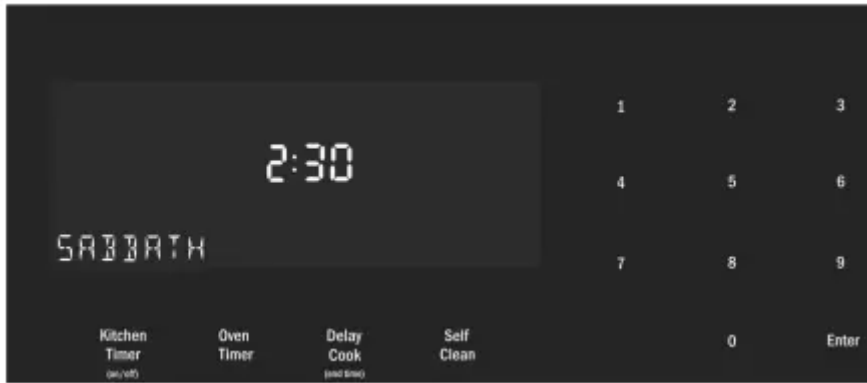 2:30
SABBATH
1 2 3
4 5 6
7 8 9
0 Enter
Kitchen Timer (on/off)
Oven Timer
Delay Cook (end time)
Self Clean